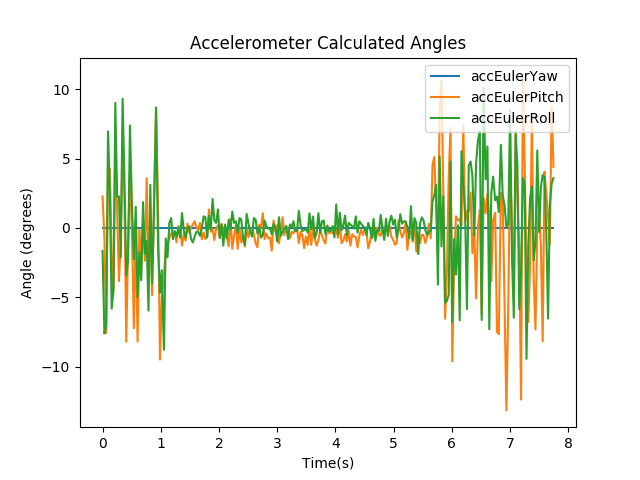 Accelerometer Calculated Angles
accEulerYaw
accEulerPitch
accEulerRoll
Angle (degrees)
10
5
0
−5
−10
0 1 2 3 4 5 6 7 8
Time(s)